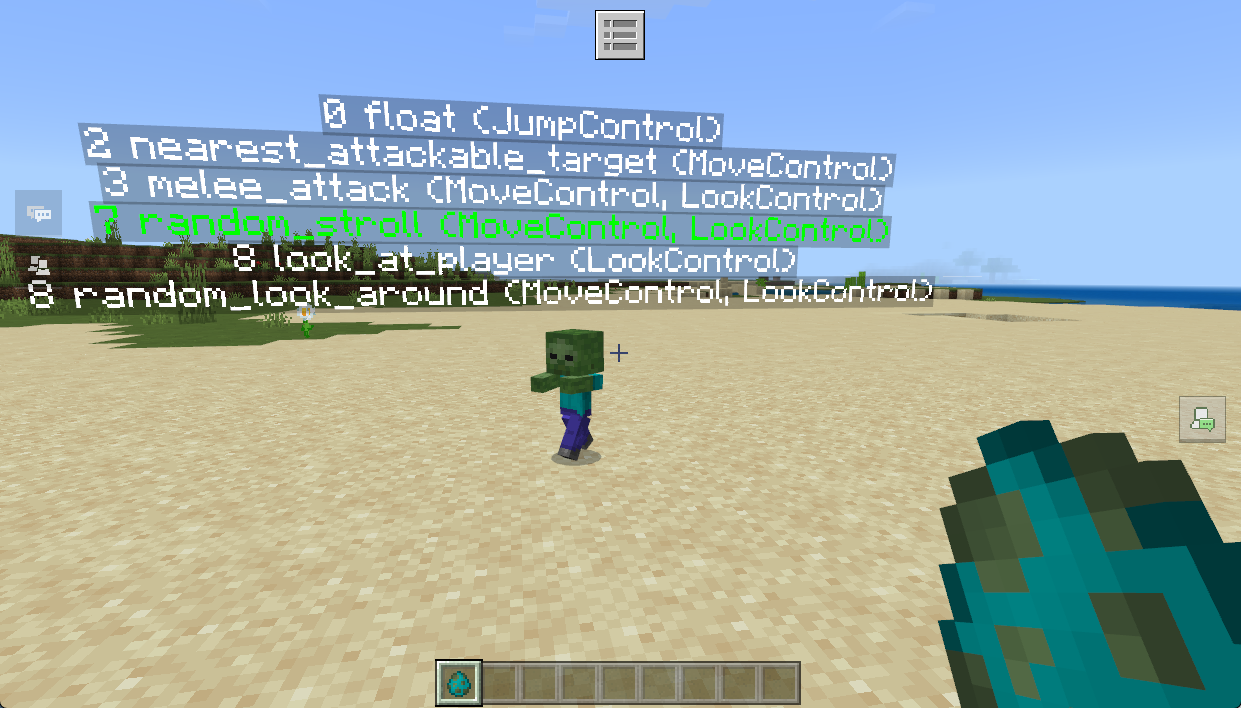 0 float (JumpControl)
2 nearest_attackable_target (MoveControl)
3 melee_attack (MoveControl, LookControl)
7 random_stroll (MoveControl, LookControl)
8 look_at_player (LookControl)
8 random_look_around (MoveControl, LookControl)